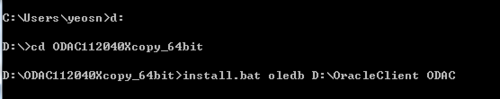 C:\Users\yeosn>d:
D:\>cd ODAC112040Xcopy_64bit
D:\ODAC112040Xcopy_64bit>install.bat oledb D:\OracleClient ODAC